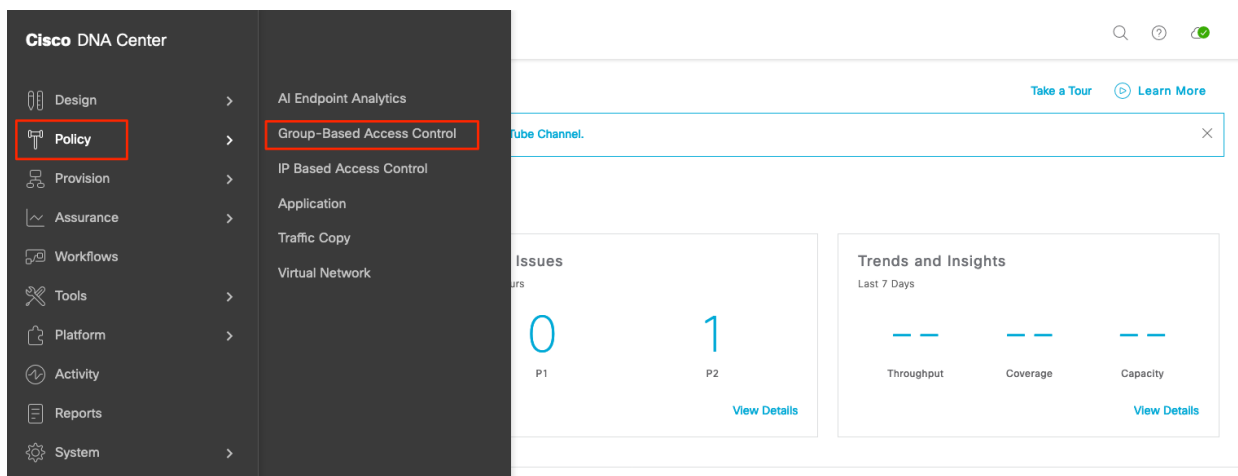 Cisco DNA Center
Design
Policy
Provision
Assurance
Workflows
Tools
Platform
Activity
Reports
System
AI Endpoint Analytics
Group-Based Access Control
IP Based Access Control
Application
Traffic Copy
Virtual Network
Take a Tour
Learn More
Tube Channel.
Issues
urs
0
1
P1
P2
View Details
Trends and Insights
Last 7 Days
-- -- --
Throughput Coverage Capacity
View Details